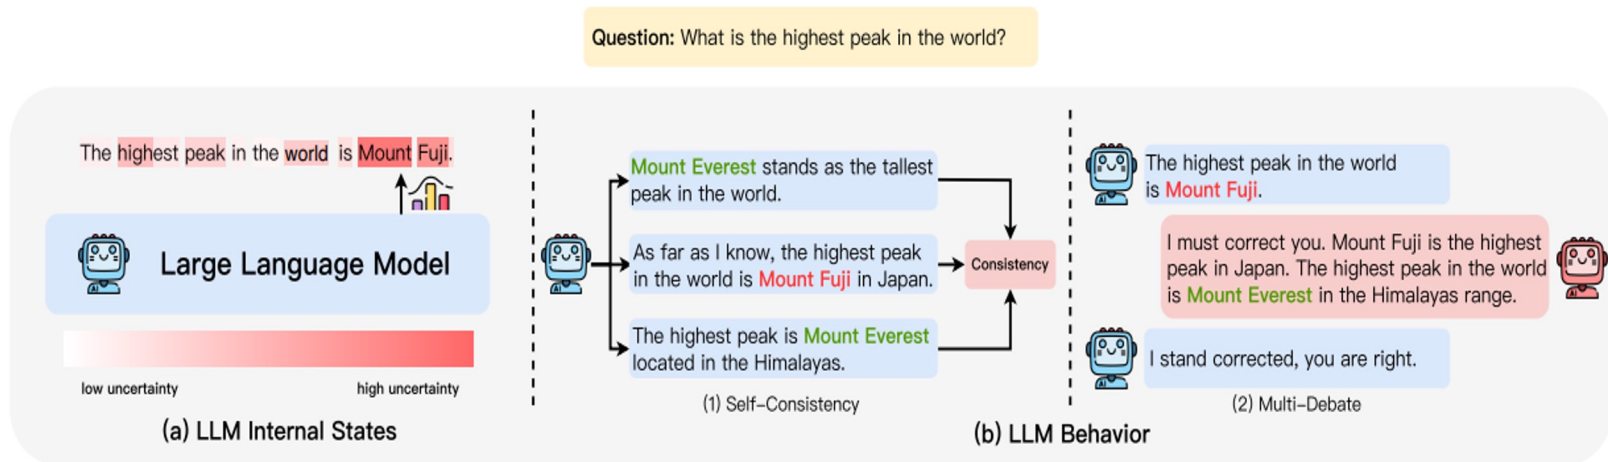 Question: What is the highest peak in the world?
The highest peak in the world is Mount Fuji.
AI
Large Language Model
low uncertainty
high uncertainty
(a) LLM Internal States
AI
Mount Everest stands as the tallest
peak in the world.
As far as I know, the highest peak
in the world is Mount Fuji in Japan.
The highest peak is Mount Everest
located in the Himalayas.
Consistency
(1) Self-Consistency
AI
The highest peak in the world
is Mount Fuji.
I must correct you. Mount Fuji is the highest
peak in Japan. The highest peak in the world
is Mount Everest in the Himalayas range.
AI
AI
I stand corrected, you are right.
(2) Multi-Debate
(b) LLM Behavior